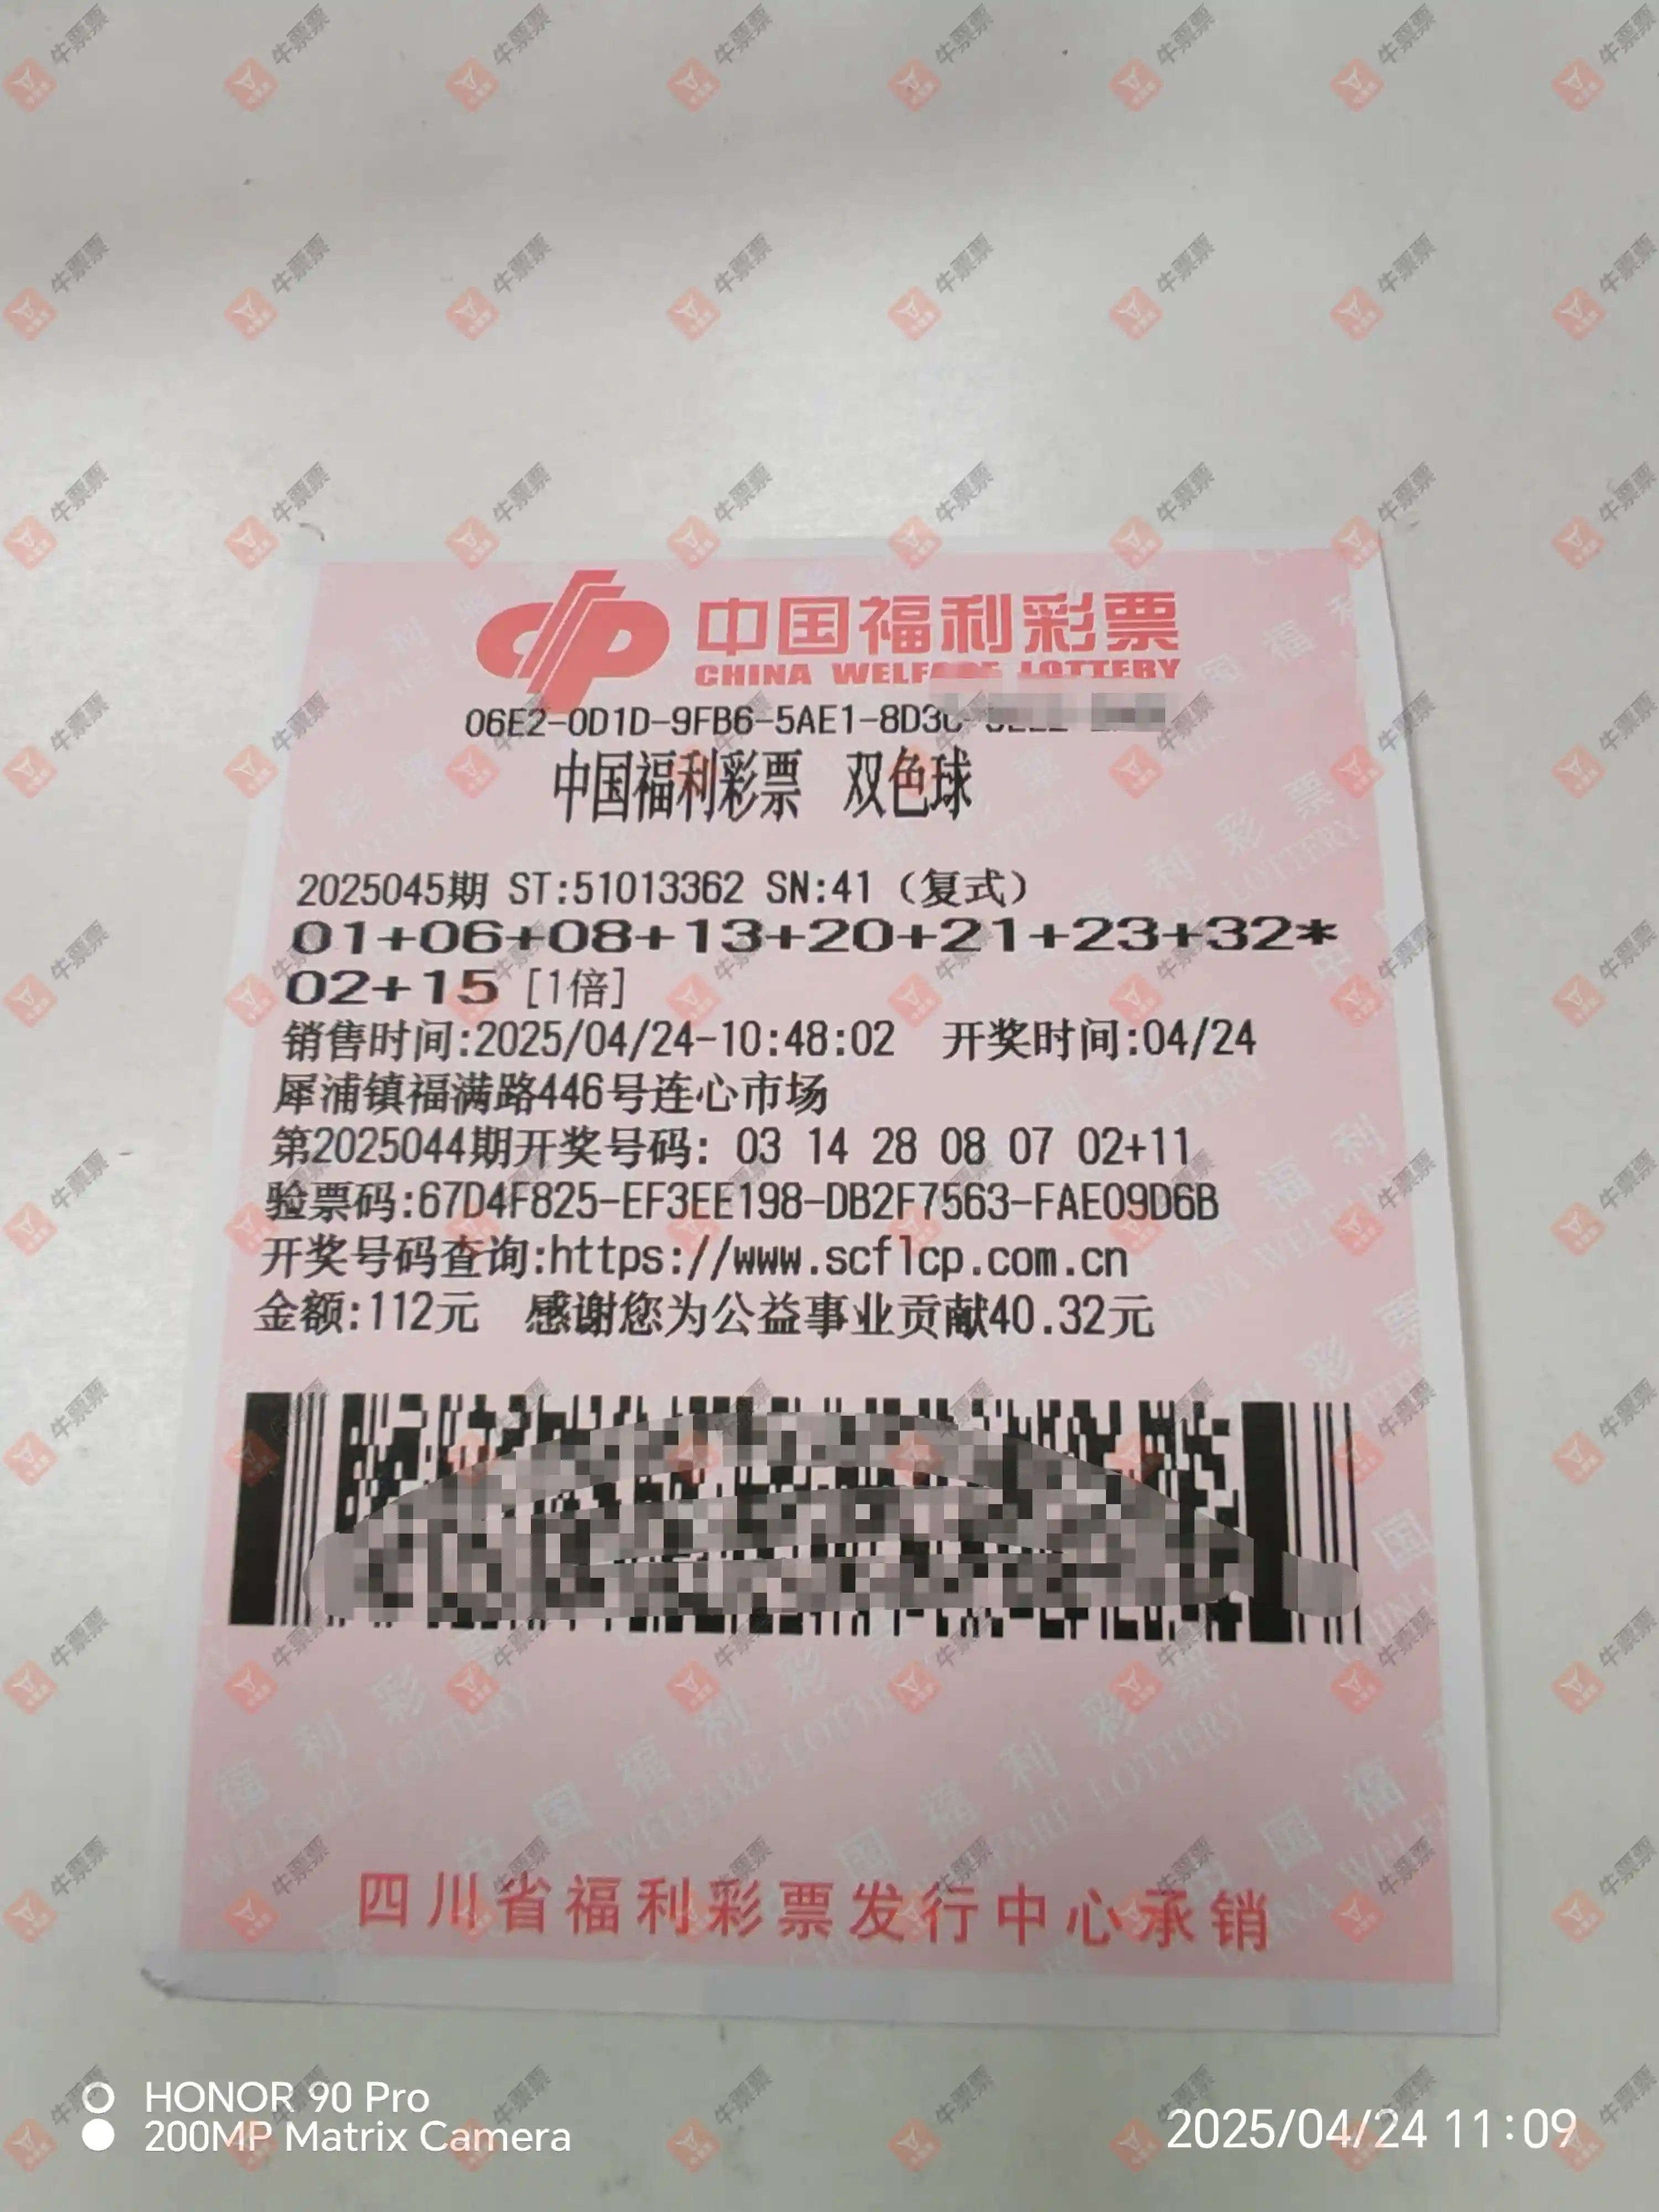 中国福利彩票
CHINA WELFARE LOTTERY
06E2-0D1D-9FB6-5AE1-8D3C
中国福利彩票 双色球
2025045期 ST:51013362 SN:41（复式）
01+06+08+13+20+21+23+32*
02+15 [1倍]
销售时间:2025/04/24-10:48:02 开奖时间:04/24
犀浦镇福满路446号连心市场
第2025044期开奖号码: 03 14 28 08 07 02+11
验票码:67D4F825-EF3EE198-DB2F7563-FAE09D6B
开奖号码查询:https://www.scflcp.com.cn
金额:112元 感谢您为公益事业贡献40.32元
四川省福利彩票发行中心承销
HONOR 90 Pro
200MP Matrix Camera
2025/04/24 11:09
牛票票